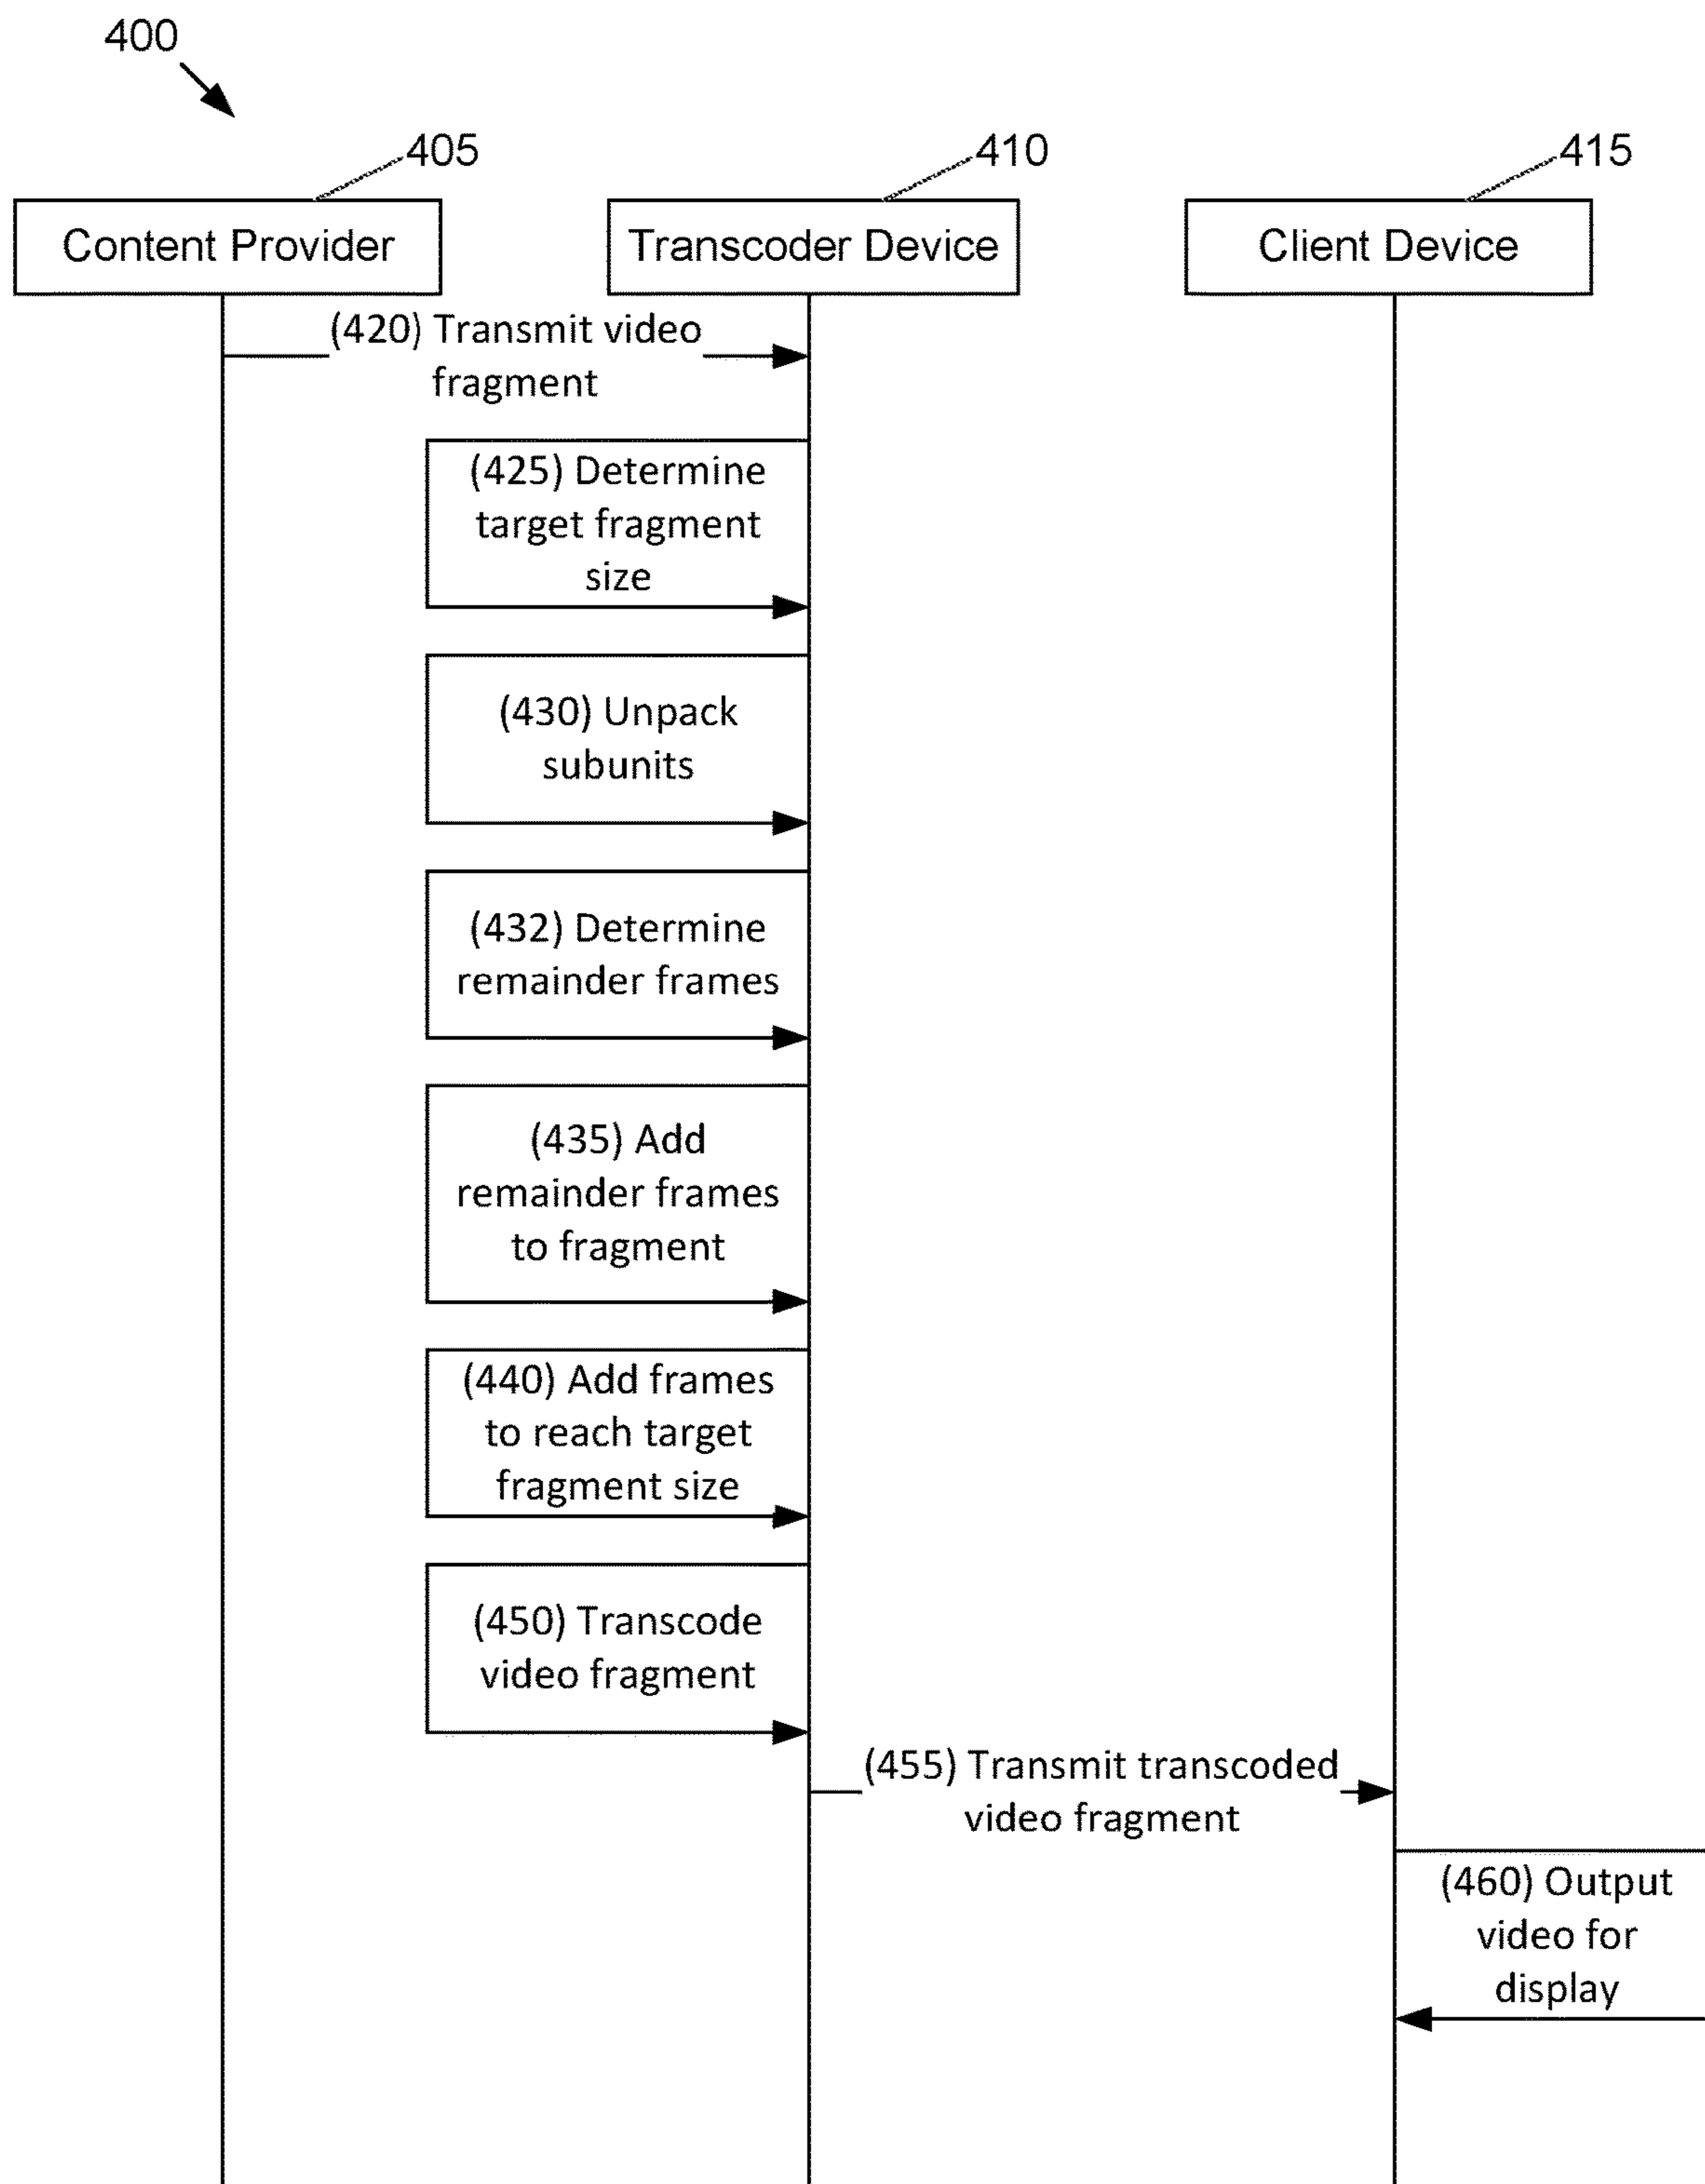 400
405
410
415
Content Provider
Transcoder Device
Client Device
(420) Transmit video
fragment
(425) Determine
target fragment
size
(430) Unpack
subunits
(432) Determine
remainder frames
(435) Add
remainder frames
to fragment
(440) Add frames
to reach target
fragment size
(450) Transcode
video fragment
(455) Transmit transcoded
video fragment
(460) Output
video for
display